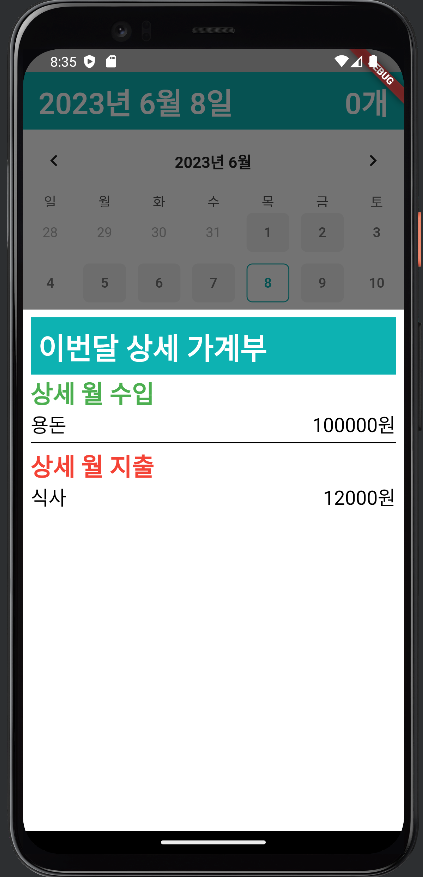 8:35
DEBUG
2023년 6월 8일 0개
2023년 6월
일 월 화 수 목 금 토
28 29 30 31 1 2 3
4 5 6 7 8 9 10
이번달 상세 가계부
상세 월 수입
용돈 100000원
상세 월 지출
식사 12000원